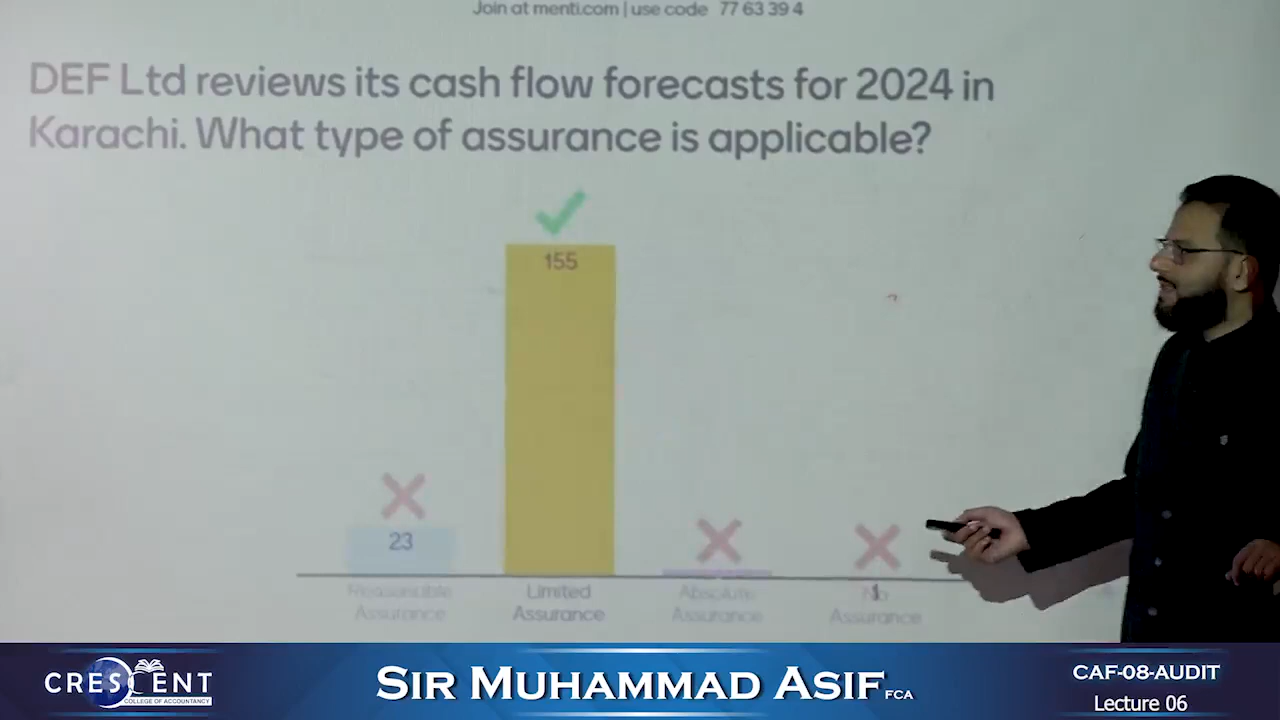 Join at menti.com | use code 77 63 39 4
DEF Ltd reviews its cash flow forecasts for 2024 in
Karachi. What type of assurance is applicable?
155
23
1
Reasonable
Assurance
Limited
Assurance
Absolute
Assurance
No
Assurance
CRESCENT
COLLEGE OF ACCOUNTANCY
SIR MUHAMMAD ASIF FCA
CAF-08-AUDIT
Lecture 06